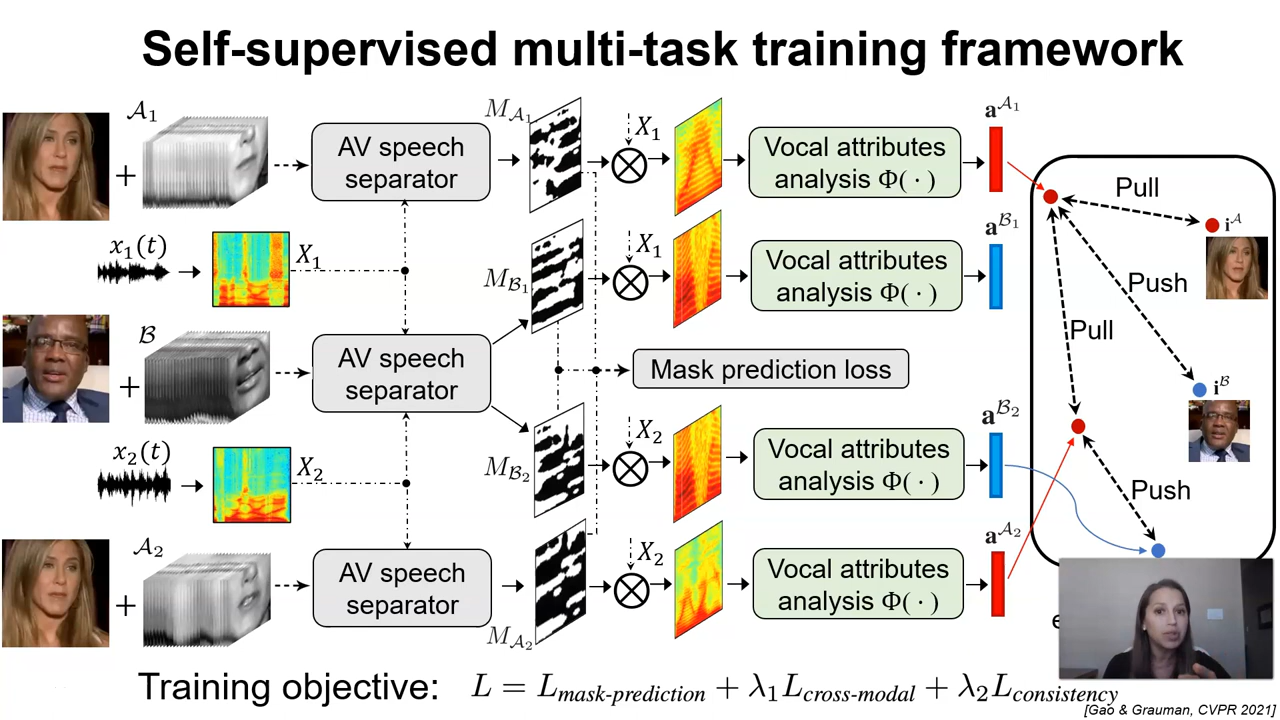 Self-supervised multi-task training framework
𝒜₁
+
AV speech
separator
M𝒜₁
X₁
⊗
Vocal attributes
analysis Φ(·)
a𝒜₁
Pull
i𝒜
x₁(t)
X₁
Mℬ₁
X₁
⊗
Vocal attributes
analysis Φ(·)
aℬ₁
Push
ℬ
+
AV speech
separator
Mask prediction loss
Pull
iℬ
x₂(t)
X₂
Mℬ₂
X₂
⊗
Vocal attributes
analysis Φ(·)
aℬ₂
Push
𝒜₂
+
AV speech
separator
M𝒜₂
X₂
⊗
Vocal attributes
analysis Φ(·)
a𝒜₂
Training objective: L = L_mask-prediction + λ₁L_cross-modal + λ₂L_consistency
[Gao & Grauman, CVPR 2021]